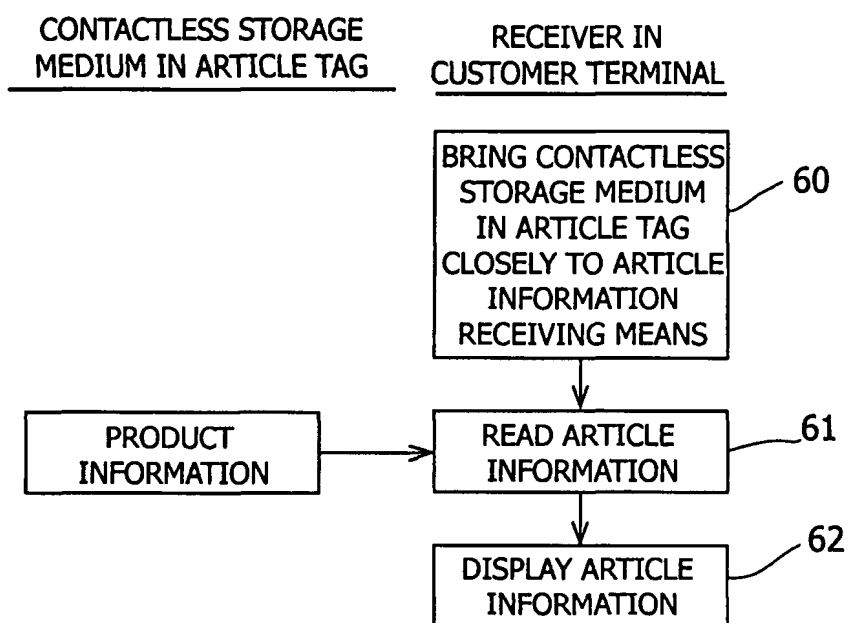 CONTACTLESS STORAGE
MEDIUM IN ARTICLE TAG
RECEIVER IN
CUSTOMER TERMINAL
BRING CONTACTLESS
STORAGE MEDIUM
IN ARTICLE TAG
CLOSELY TO ARTICLE
INFORMATION
RECEIVING MEANS
60
PRODUCT
INFORMATION
READ ARTICLE
INFORMATION
61
DISPLAY ARTICLE
INFORMATION
62